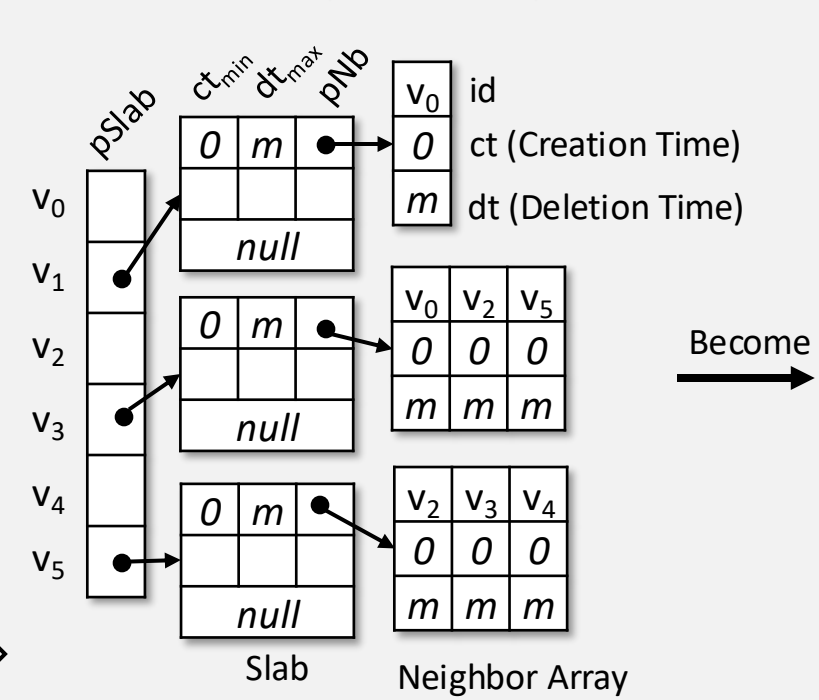 pSlab
v₀
v₁
v₂
v₃
v₄
v₅
ct_min dt_max pNb
0 m
null
v₀ id
0 ct (Creation Time)
m dt (Deletion Time)
0 m
null
v₀ v₂ v₅
0 0 0
m m m
0 m
null
v₂ v₃ v₄
0 0 0
m m m
Slab
Neighbor Array
Become